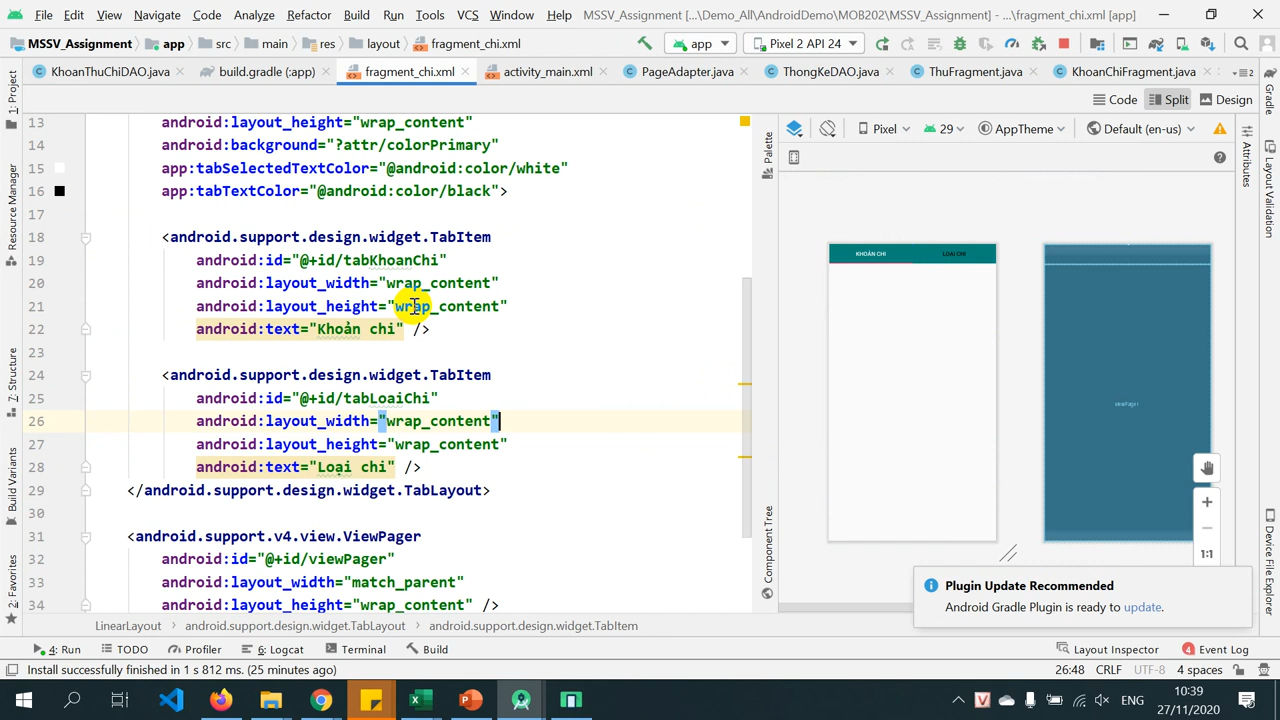 File Edit View Navigate Code Analyze Refactor Build Run Tools VCS Window Help MSSV_Assignment [...\Demo_All\AndroidDemo\MOB202\MSSV_Assignment] - ...\fragment_chi.xml [app]
MSSV_Assignment app src main res layout fragment_chi.xml app Pixel 2 API 24
KhoanThuChiDAO.java build.gradle (:app) fragment_chi.xml activity_main.xml PageAdapter.java ThongKeDAO.java ThuFragment.java KhoanChiFragment.java
Code Split Design
13 android:layout_height="wrap_content"
14 android:background="?attr/colorPrimary"
15 app:tabSelectedTextColor="@android:color/white"
16 app:tabTextColor="@android:color/black">
17
18 <android.support.design.widget.TabItem
19 android:id="@+id/tabKhoanChi"
20 android:layout_width="wrap_content"
21 android:layout_height="wrap_content"
22 android:text="Khoản chi" />
23
24 <android.support.design.widget.TabItem
25 android:id="@+id/tabLoaiChi"
26 android:layout_width="wrap_content"
27 android:layout_height="wrap_content"
28 android:text="Loại chi" />
29 </android.support.design.widget.TabLayout>
30
31 <android.support.v4.view.ViewPager
32 android:id="@+id/viewPager"
33 android:layout_width="match_parent"
34 android:layout_height="wrap_content" />
LinearLayout android.support.design.widget.TabLayout android.support.design.widget.TabItem
1: Project
Resource Manager
Z: Structure
Build Variants
2: Favorites
Palette
Component Tree
Pixel 29 AppTheme Default (en-us)
KHOẢN CHI LOẠI CHI
1:1
Plugin Update Recommended
Android Gradle Plugin is ready to update.
Attributes
Gradle
Layout Validation
Device File Explorer
4: Run TODO Profiler 6: Logcat Terminal Build Layout Inspector 4 Event Log
Install successfully finished in 1 s 812 ms. (25 minutes ago) 26:48 CRLF UTF-8 4 spaces
ENG 10:39
27/11/2020